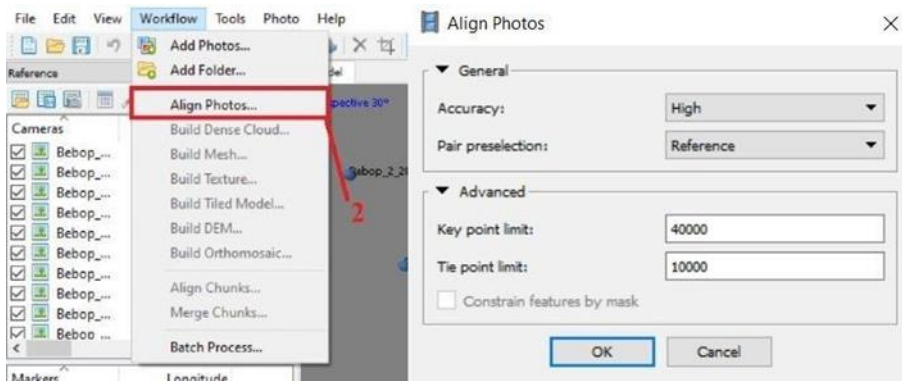 File Edit View Workflow Tools Photo Help
Add Photos...
Reference
Add Folder...
Align Photos...
spective 30°
Cameras
Build Dense Cloud...
Bebop_...
Build Mesh...
Bebop_...
Build Texture...
Bebop_...
Build Tiled Model...
Bebop_...
Build DEM...
Bebop_...
Build Orthomosaic...
Bebop_...
Bebop_...
Align Chunks...
Bebop_...
Merge Chunks...
Bebop_...
Bebop ...
Batch Process...
Markers Longitude
2
Align Photos
General
Accuracy: High
Pair preselection: Reference
Advanced
Key point limit: 40000
Tie point limit: 10000
Constrain features by mask
OK Cancel